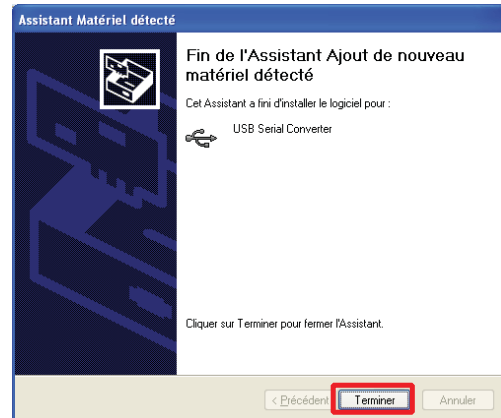 Assistant Matériel détecté
Fin de l'Assistant Ajout de nouveau
matériel détecté
Cet Assistant a fini d'installer le logiciel pour :
USB Serial Converter
Cliquer sur Terminer pour fermer l'Assistant.
< Précédent
Terminer
Annuler